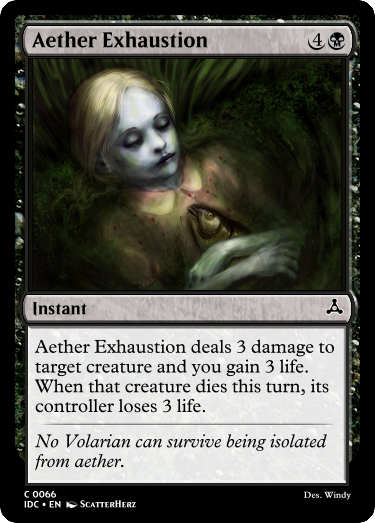 Aether Exhaustion 4
Instant
Aether Exhaustion deals 3 damage to
target creature and you gain 3 life.
When that creature dies this turn, its
controller loses 3 life.
No Volarian can survive being isolated
from aether.
C 0066
IDC • EN ScatterHerz
Des. Windy